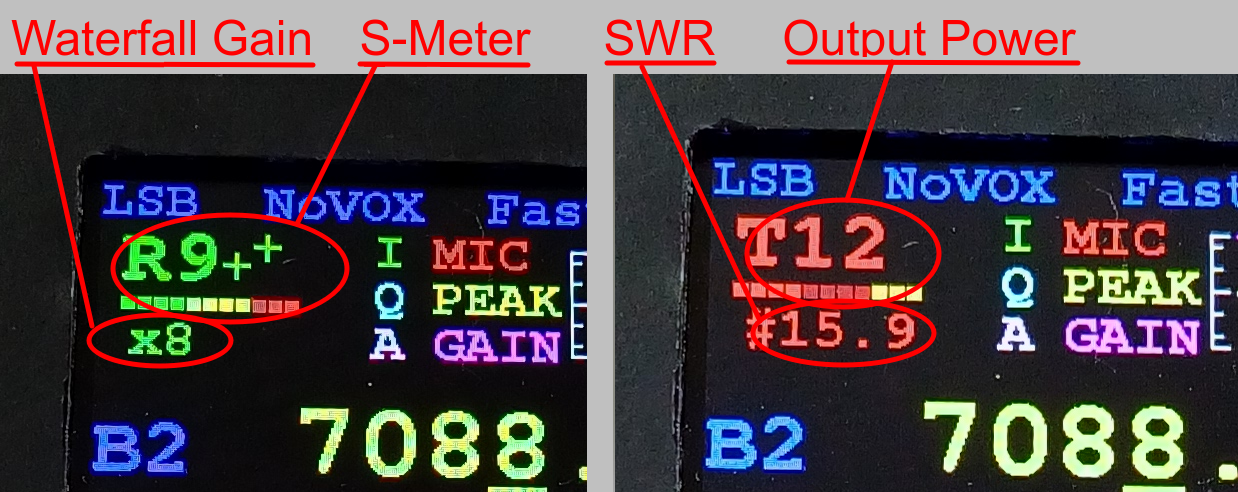 Waterfall Gain S-Meter SWR Output Power
LSB NoVOX Fas
R9++ I MIC
Q PEAK
x8 A GAIN
B2 7088.
LSB NoVOX Fast
T12 I MIC
Q PEAK
#15.9 A GAIN
B2 7088.